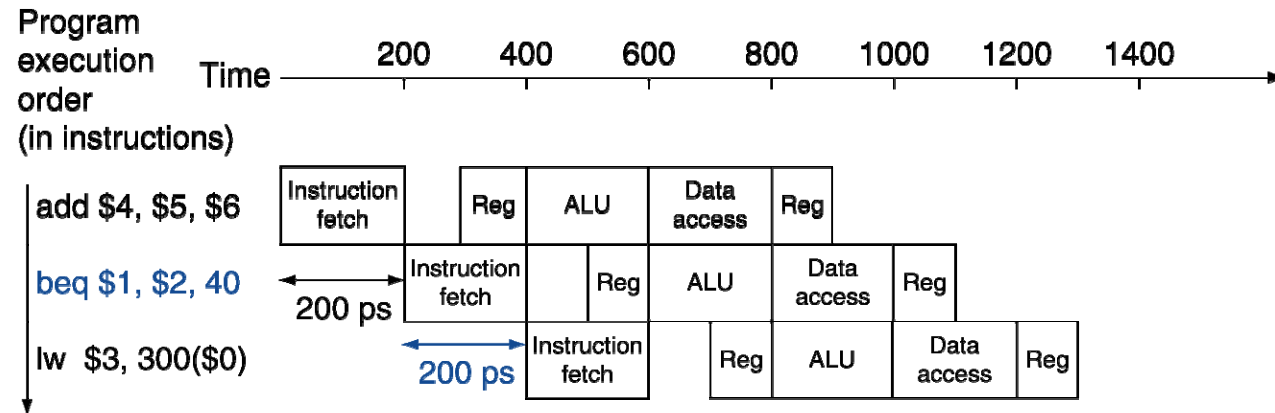 Program
execution
order
(in instructions)
Time
200 400 600 800 1000 1200 1400
add $4, $5, $6
Instruction
fetch
Reg
ALU
Data
access
Reg
beq $1, $2, 40
200 ps
Instruction
fetch
Reg
ALU
Data
access
Reg
lw $3, 300($0)
200 ps
Instruction
fetch
Reg
ALU
Data
access
Reg